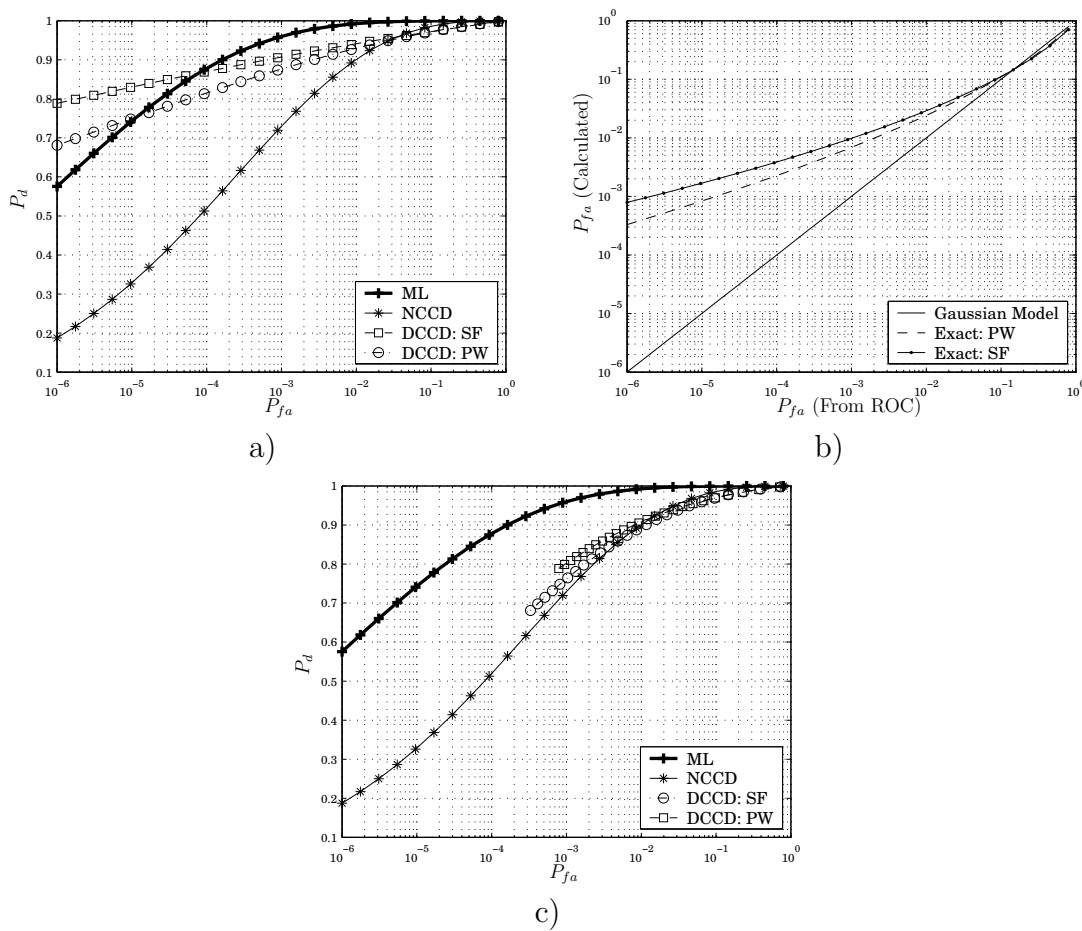 1
0.9
0.8
0.7
0.6
0.5
0.4
0.3
0.2
0.1
P_d
10^-6 10^-5 10^-4 10^-3 10^-2 10^-1 10^0
P_fa
ML
NCCD
DCCD: SF
DCCD: PW
a)
10^0
10^-1
10^-2
10^-3
10^-4
10^-5
10^-6
P_fa (Calculated)
10^-6 10^-5 10^-4 10^-3 10^-2 10^-1 10^0
P_fa (From ROC)
Gaussian Model
Exact: PW
Exact: SF
b)
1
0.9
0.8
0.7
0.6
0.5
0.4
0.3
0.2
0.1
P_d
10^-6 10^-5 10^-4 10^-3 10^-2 10^-1 10^0
P_fa
ML
NCCD
DCCD: SF
DCCD: PW
c)